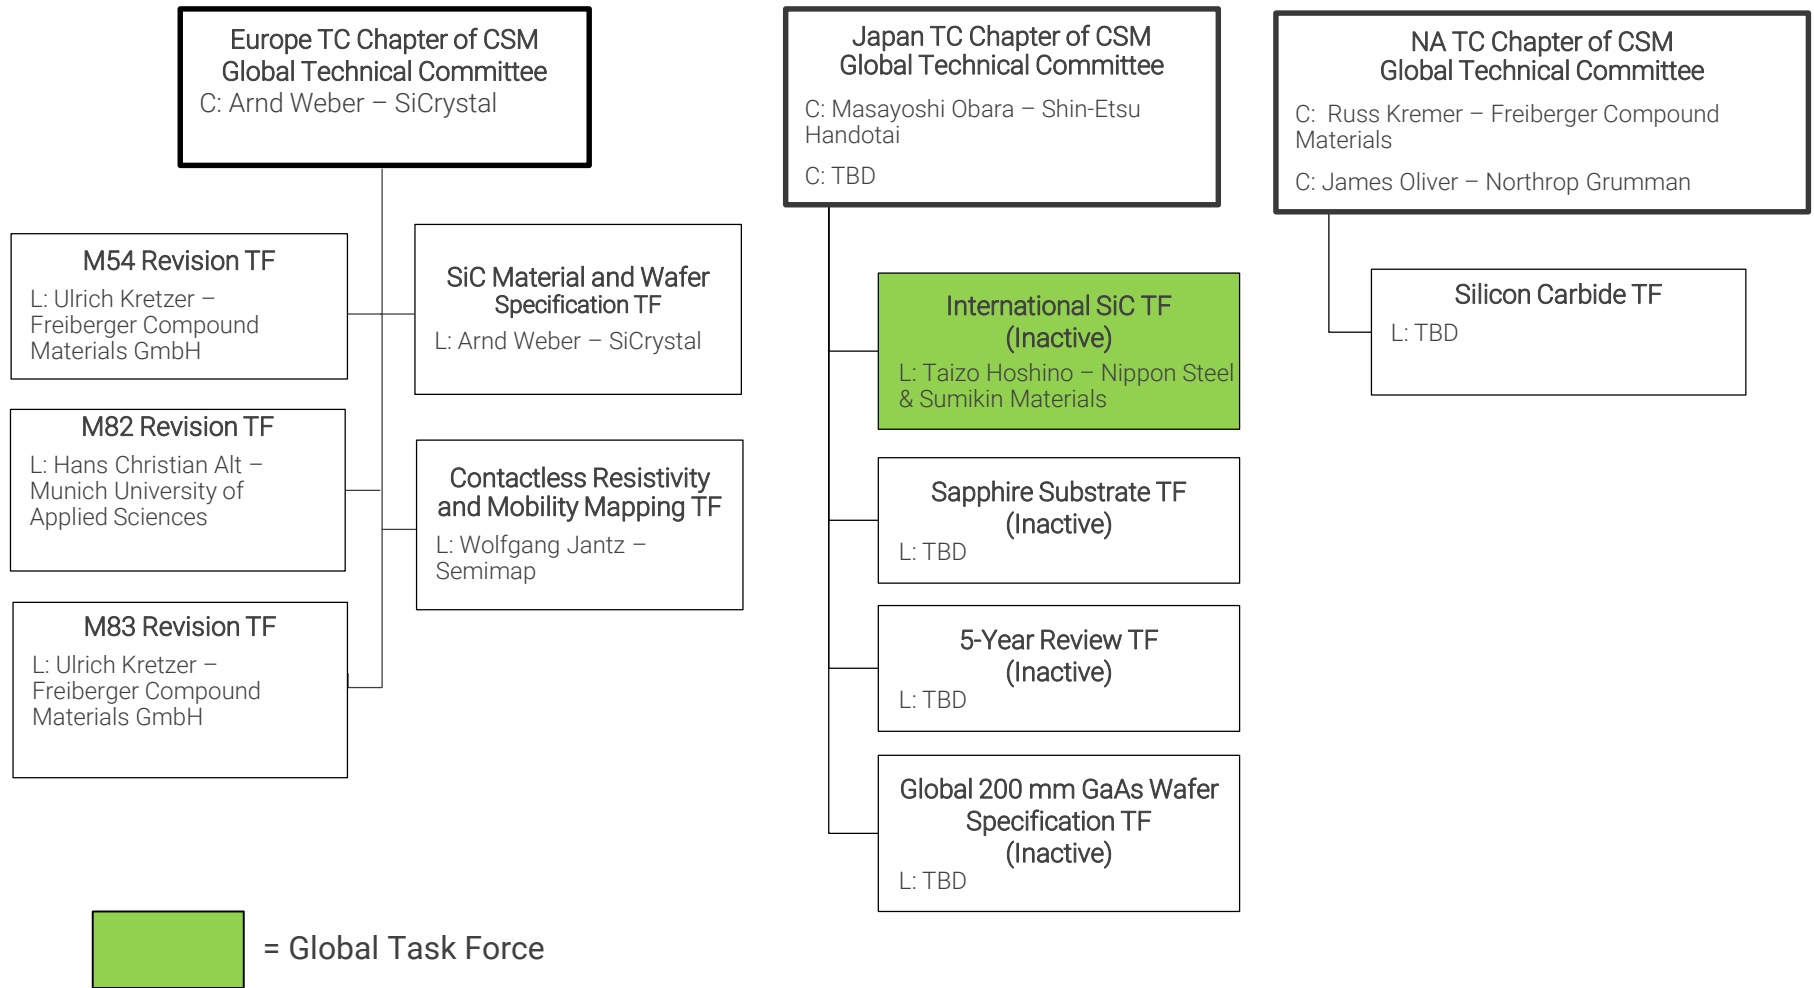 Europe TC Chapter of CSM
Global Technical Committee
C: Arnd Weber – SiCrystal
M54 Revision TF
L: Ulrich Kretzer –
Freiberger Compound
Materials GmbH
SiC Material and Wafer
Specification TF
L: Arnd Weber – SiCrystal
M82 Revision TF
L: Hans Christian Alt –
Munich University of
Applied Sciences
Contactless Resistivity
and Mobility Mapping TF
L: Wolfgang Jantz –
Semimap
M83 Revision TF
L: Ulrich Kretzer –
Freiberger Compound
Materials GmbH
Japan TC Chapter of CSM
Global Technical Committee
C: Masayoshi Obara – Shin-Etsu
Handotai
C: TBD
International SiC TF
(Inactive)
L: Taizo Hoshino – Nippon Steel
& Sumikin Materials
Sapphire Substrate TF
(Inactive)
L: TBD
5-Year Review TF
(Inactive)
L: TBD
Global 200 mm GaAs Wafer
Specification TF
(Inactive)
L: TBD
NA TC Chapter of CSM
Global Technical Committee
C: Russ Kremer – Freiberger Compound
Materials
C: James Oliver – Northrop Grumman
Silicon Carbide TF
L: TBD
= Global Task Force